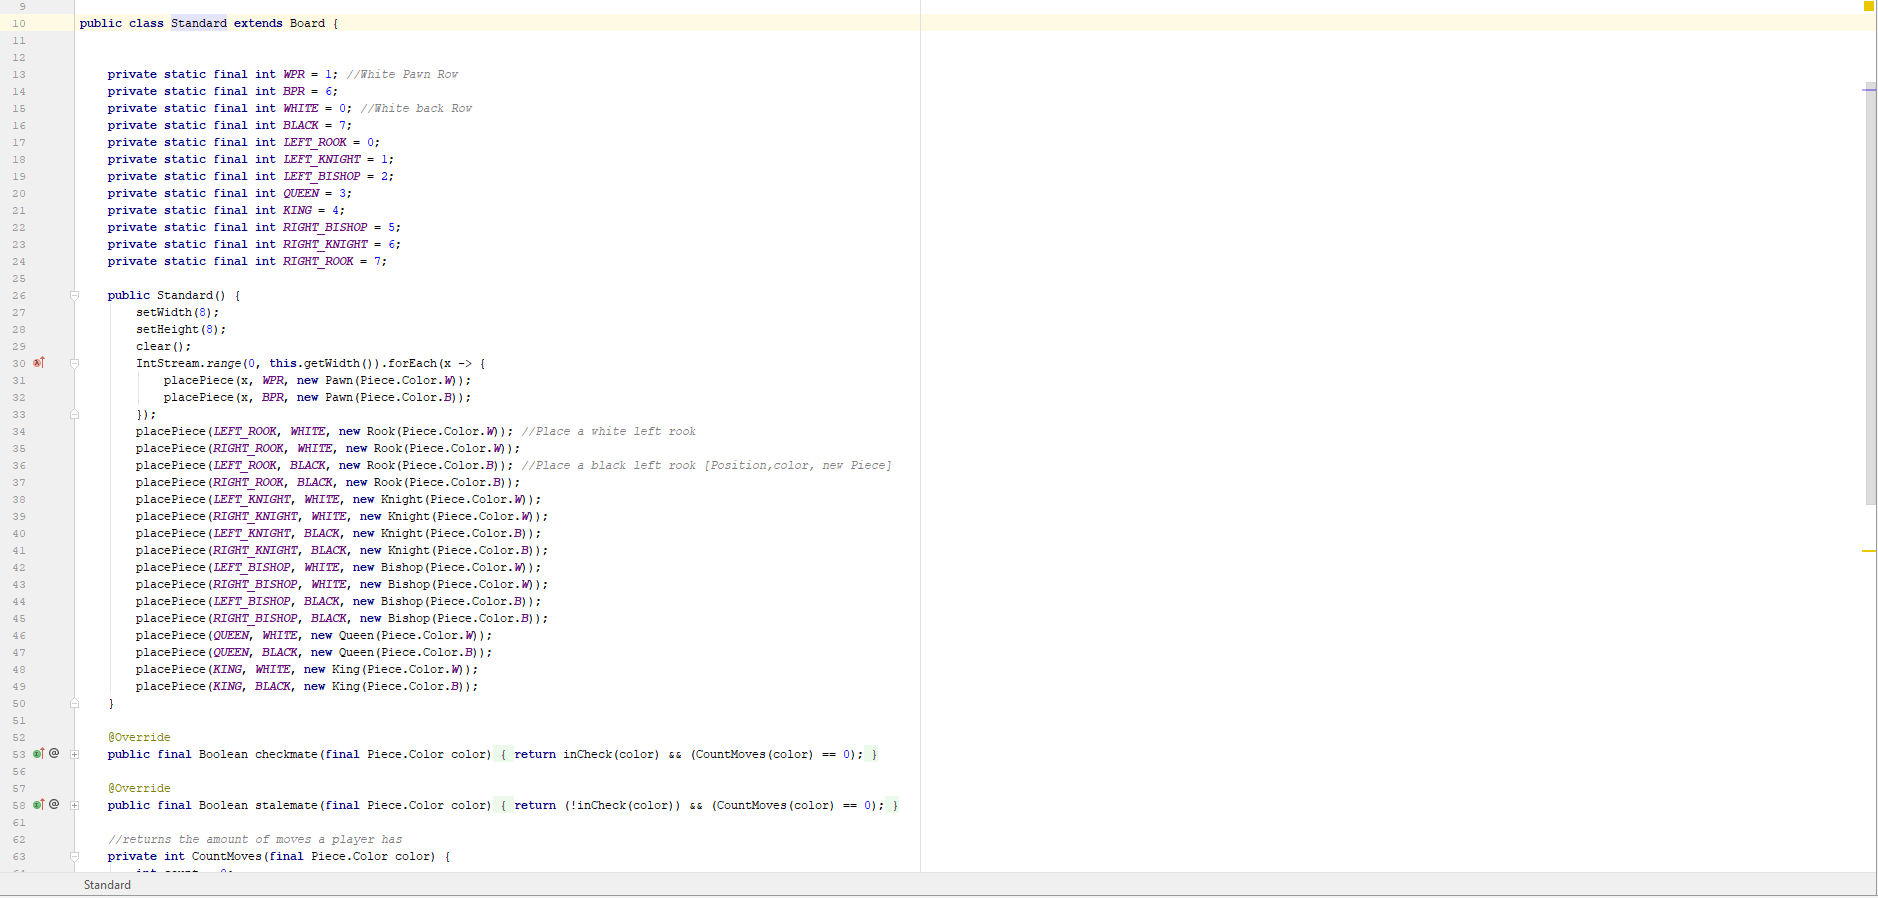 9
10 public class Standard extends Board {
11
12
13 private static final int WPR = 1; //White Pawn Row
14 private static final int BPR = 6;
15 private static final int WHITE = 0; //White back Row
16 private static final int BLACK = 7;
17 private static final int LEFT_ROOK = 0;
18 private static final int LEFT_KNIGHT = 1;
19 private static final int LEFT_BISHOP = 2;
20 private static final int QUEEN = 3;
21 private static final int KING = 4;
22 private static final int RIGHT_BISHOP = 5;
23 private static final int RIGHT_KNIGHT = 6;
24 private static final int RIGHT_ROOK = 7;
25
26 public Standard() {
27 setWidth(8);
28 setHeight(8);
29 clear();
30 IntStream.range(0, this.getWidth()).forEach(x -> {
31 placePiece(x, WPR, new Pawn(Piece.Color.W));
32 placePiece(x, BPR, new Pawn(Piece.Color.B));
33 });
34 placePiece(LEFT_ROOK, WHITE, new Rook(Piece.Color.W)); //Place a white left rook
35 placePiece(RIGHT_ROOK, WHITE, new Rook(Piece.Color.W));
36 placePiece(LEFT_ROOK, BLACK, new Rook(Piece.Color.B)); //Place a black left rook [Position,color, new Piece]
37 placePiece(RIGHT_ROOK, BLACK, new Rook(Piece.Color.B));
38 placePiece(LEFT_KNIGHT, WHITE, new Knight(Piece.Color.W));
39 placePiece(RIGHT_KNIGHT, WHITE, new Knight(Piece.Color.W));
40 placePiece(LEFT_KNIGHT, BLACK, new Knight(Piece.Color.B));
41 placePiece(RIGHT_KNIGHT, BLACK, new Knight(Piece.Color.B));
42 placePiece(LEFT_BISHOP, WHITE, new Bishop(Piece.Color.W));
43 placePiece(RIGHT_BISHOP, WHITE, new Bishop(Piece.Color.W));
44 placePiece(LEFT_BISHOP, BLACK, new Bishop(Piece.Color.B));
45 placePiece(RIGHT_BISHOP, BLACK, new Bishop(Piece.Color.B));
46 placePiece(QUEEN, WHITE, new Queen(Piece.Color.W));
47 placePiece(QUEEN, BLACK, new Queen(Piece.Color.B));
48 placePiece(KING, WHITE, new King(Piece.Color.W));
49 placePiece(KING, BLACK, new King(Piece.Color.B));
50 }
51
52 @Override
53 @ public final Boolean checkmate(final Piece.Color color) { return inCheck(color) && (CountMoves(color) == 0); }
56
57 @Override
58 @ public final Boolean stalemate(final Piece.Color color) { return (!inCheck(color)) && (CountMoves(color) == 0); }
61
62 //returns the amount of moves a player has
63 private int CountMoves(final Piece.Color color) {
Standard